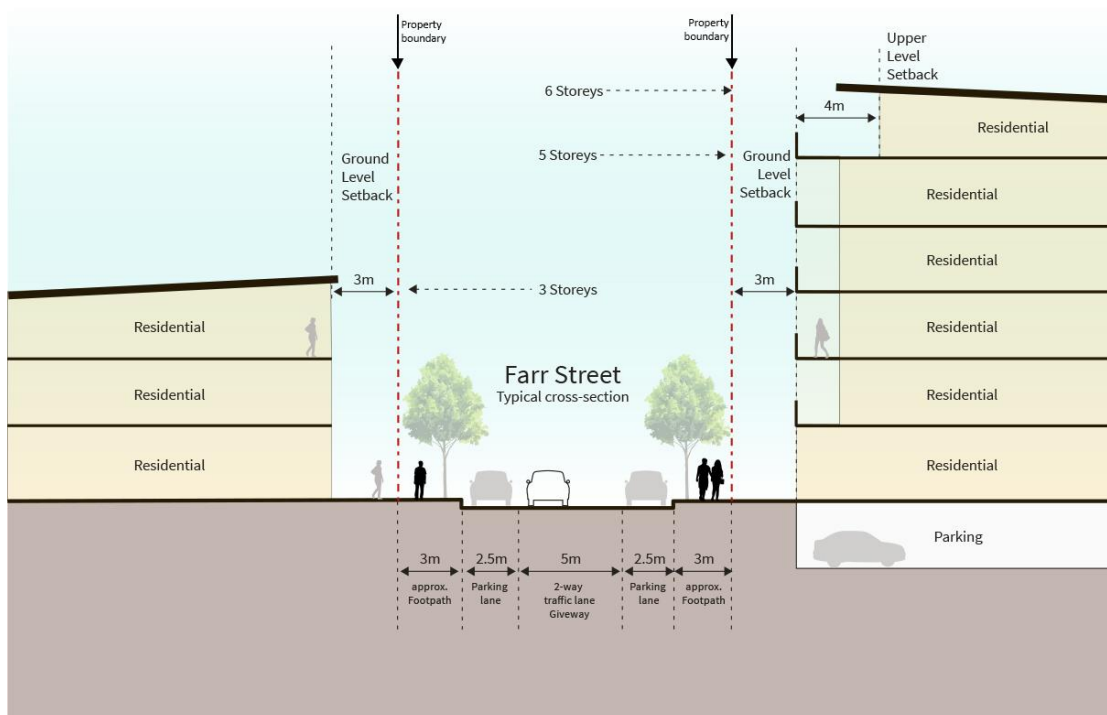 Property
boundary
Property
boundary
Upper
Level
Setback
6 Storeys
4m
Residential
5 Storeys
Ground
Level
Setback
Ground
Level
Setback
Residential
Residential
3m
3 Storeys
3m
Residential
Residential
Farr Street
Typical cross-section
Residential
Residential
Residential
Residential
Parking
3m
2.5m
5m
2.5m
3m
approx.
Footpath
Parking
lane
2-way
traffic lane
Giveway
Parking
lane
approx.
Footpath